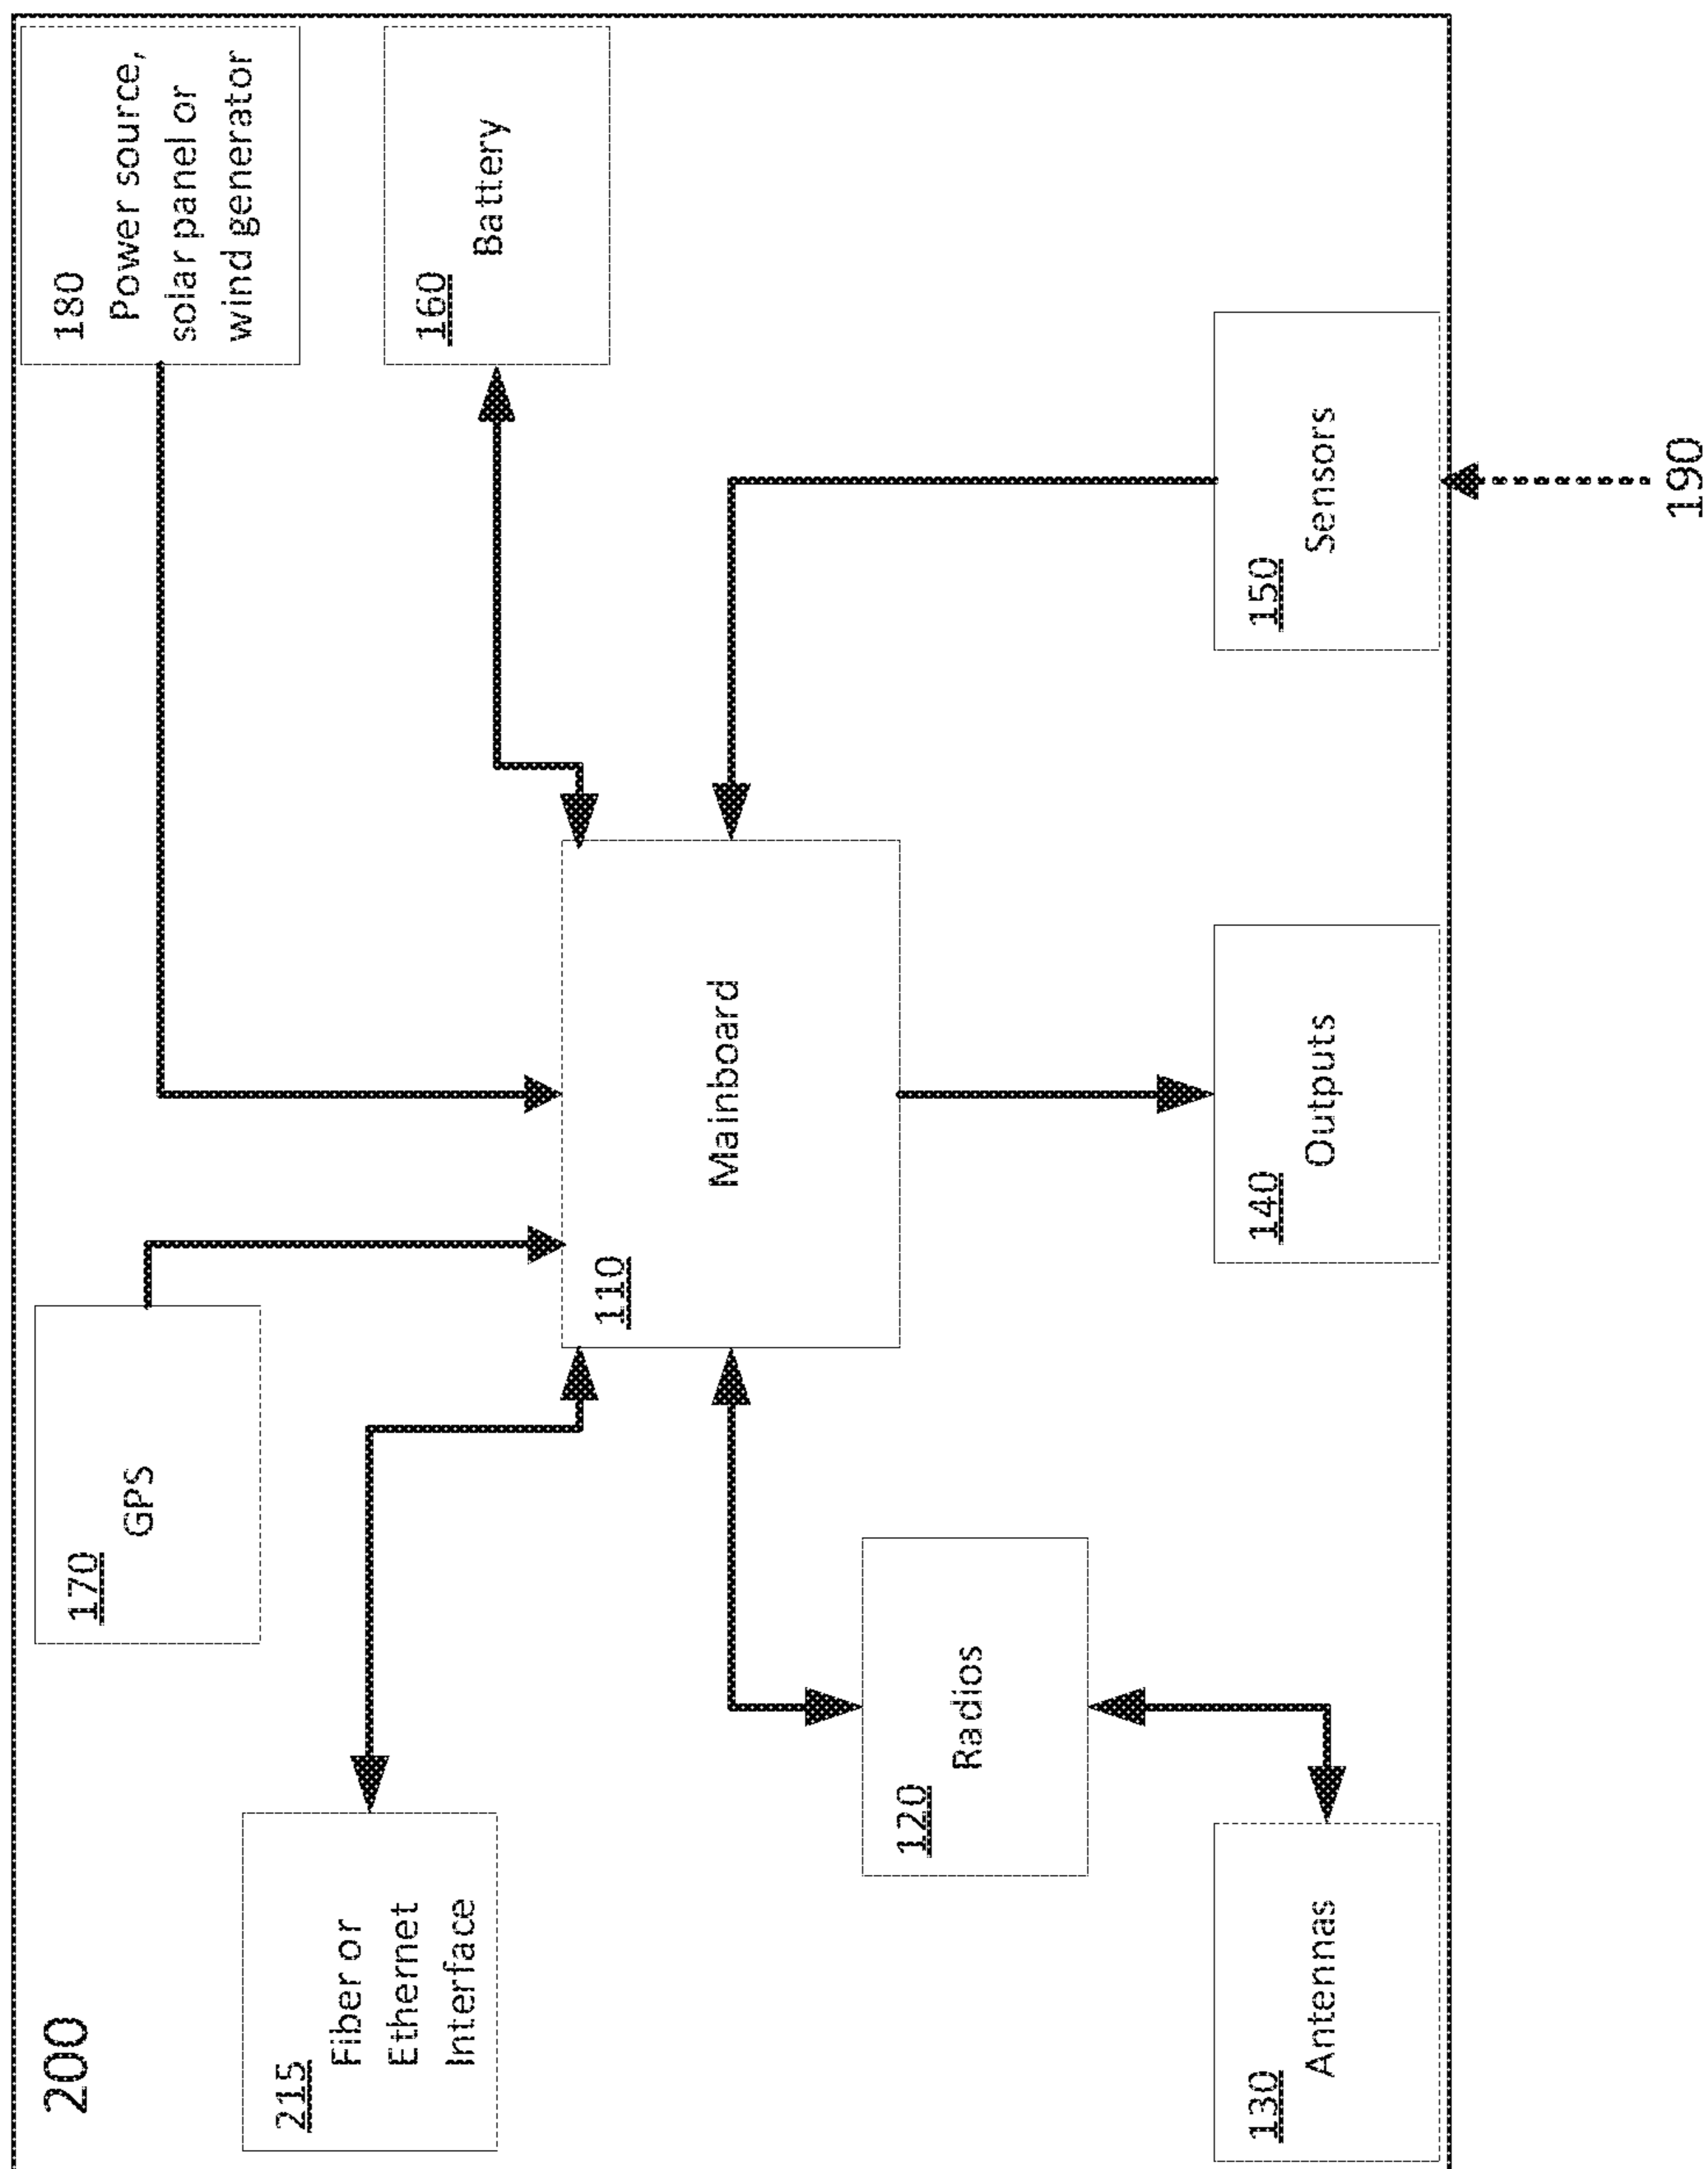 200
170
GPS
180
Power source,
solar panel or
wind generator
215
Fiber or
Ethernet
Interface
160
Battery
110
Mainboard
120
Radios
130
Antennas
140
Outputs
150
Sensors
190